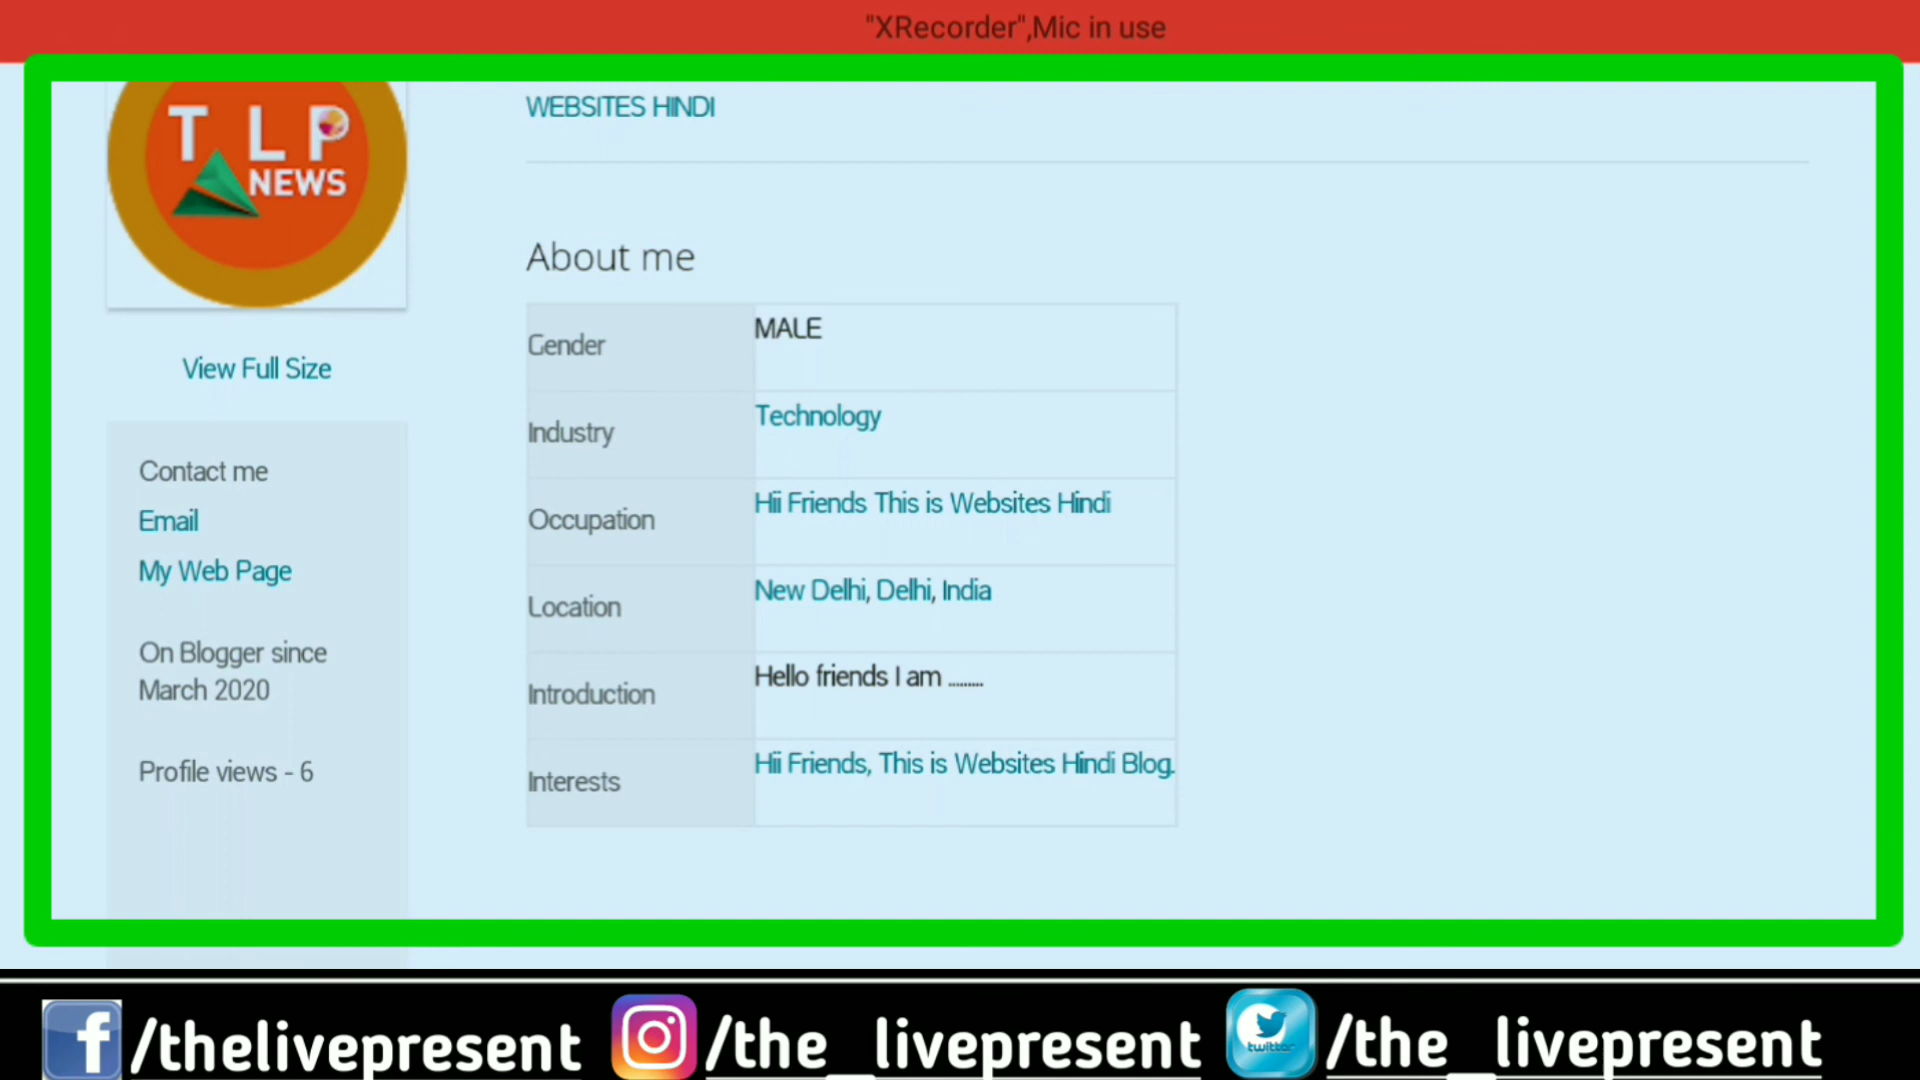 "XRecorder",Mic in use
T L P
NEWS
View Full Size
Contact me
Email
My Web Page
On Blogger since
March 2020
Profile views - 6
WEBSITES HINDI
About me
Gender MALE
Industry Technology
Occupation Hii Friends This is Websites Hindi
Location New Delhi, Delhi, India
Introduction Hello friends I am .........
Interests Hii Friends, This is Websites Hindi Blog.
f /thelivepresent /the__livepresent twitter /the__livepresent